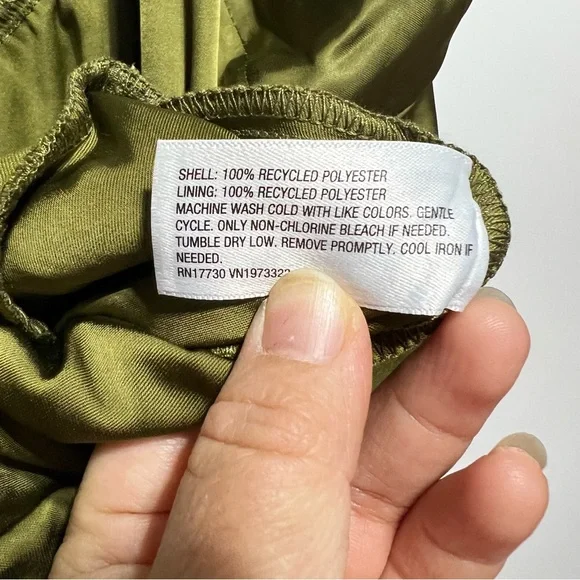 SHELL: 100% RECYCLED POLYESTER
LINING: 100% RECYCLED POLYESTER
MACHINE WASH COLD WITH LIKE COLORS. GENTLE
CYCLE. ONLY NON-CHLORINE BLEACH IF NEEDED.
TUMBLE DRY LOW. REMOVE PROMPTLY. COOL IRON IF
NEEDED.
RN17730 VN1973322